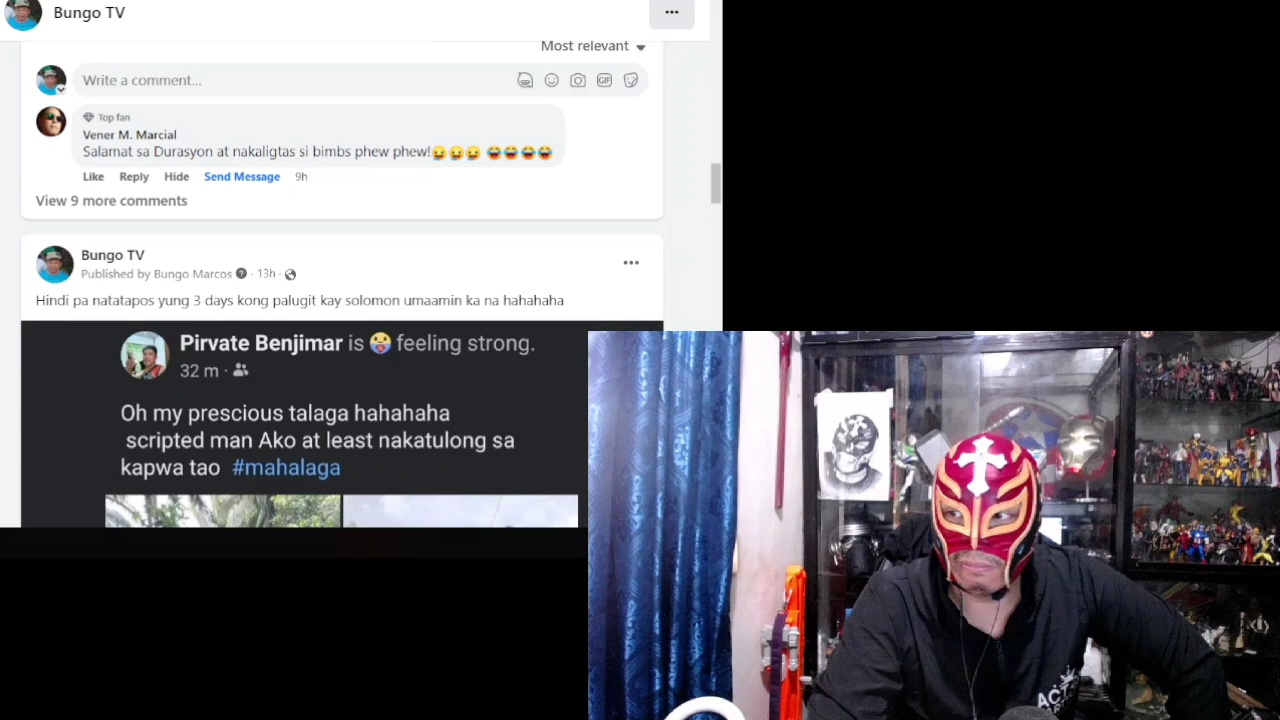 Bungo TV
Most relevant
Write a comment...
GIF
Top fan
Vener M. Marcial
Salamat sa Durasyon at nakaligtas si bimbs phew phew!😅😅😅 😂😂😂😂
Like Reply Hide Send Message 9h
View 9 more comments
Bungo TV
Published by Bungo Marcos · 13h ·
Hindi pa natatapos yung 3 days kong palugit kay solomon umaamin ka na hahahaha
Pirvate Benjimar is feeling strong.
32 m ·
Oh my prescious talaga hahahaha
scripted man Ako at least nakatulong sa
kapwa tao #mahalaga